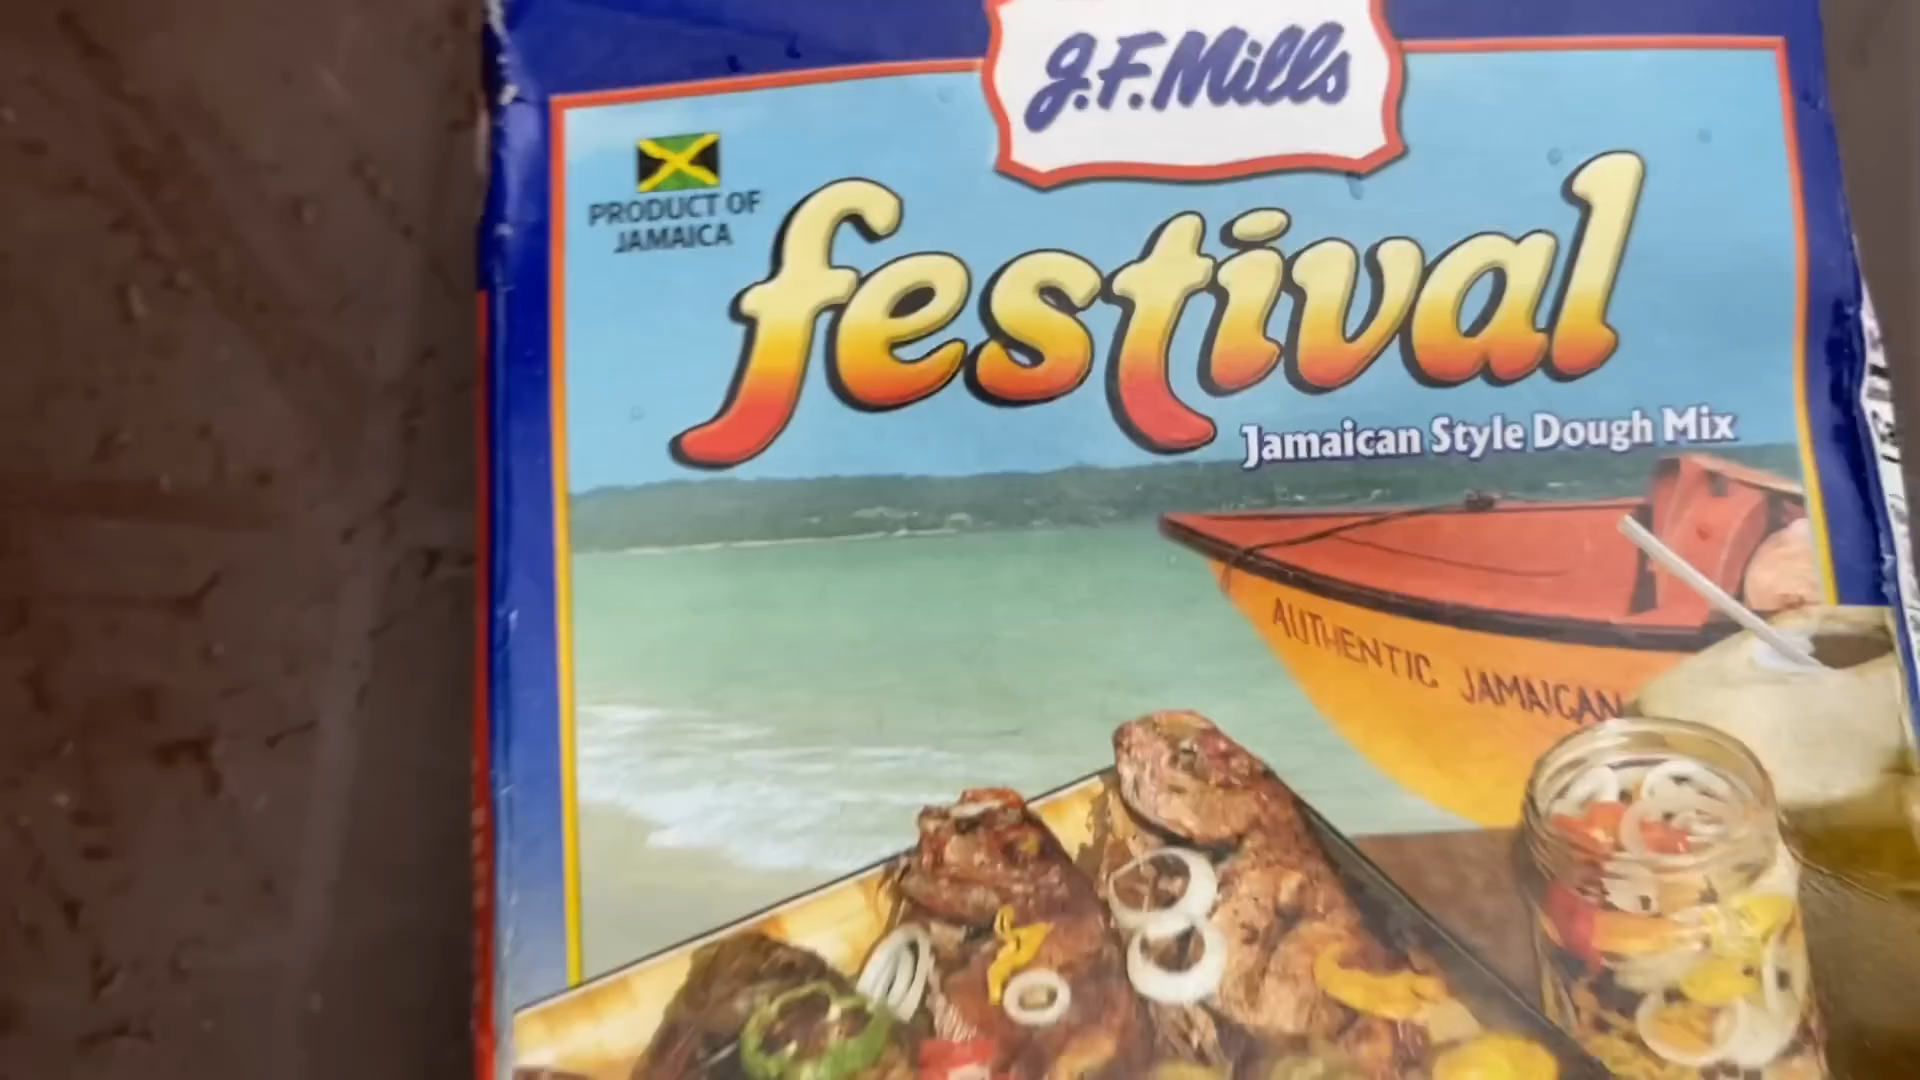 J.F. Mills
PRODUCT OF
JAMAICA
festival
Jamaican Style Dough Mix
AUTHENTIC JAMAICAN